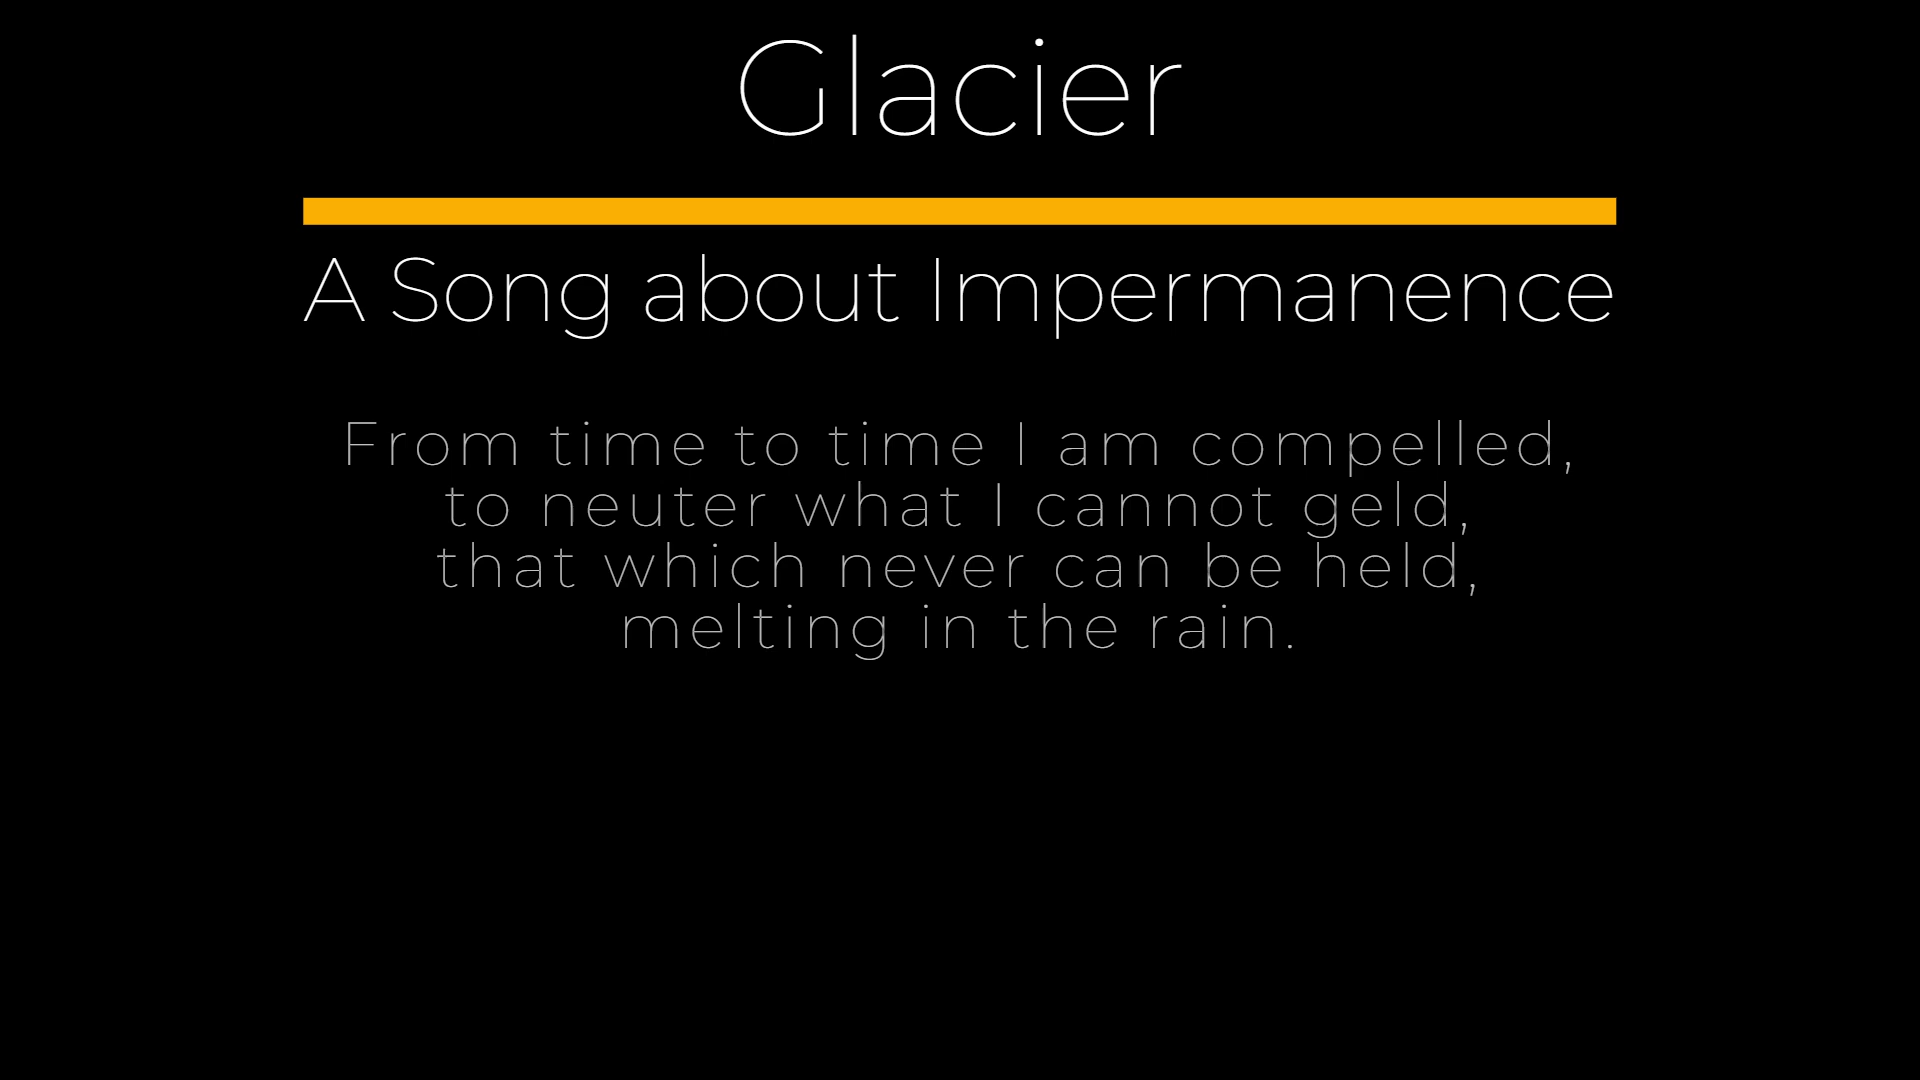 Glacier
A Song about Impermanence
From time to time I am compelled,
to neuter what I cannot geld,
that which never can be held,
melting in the rain.